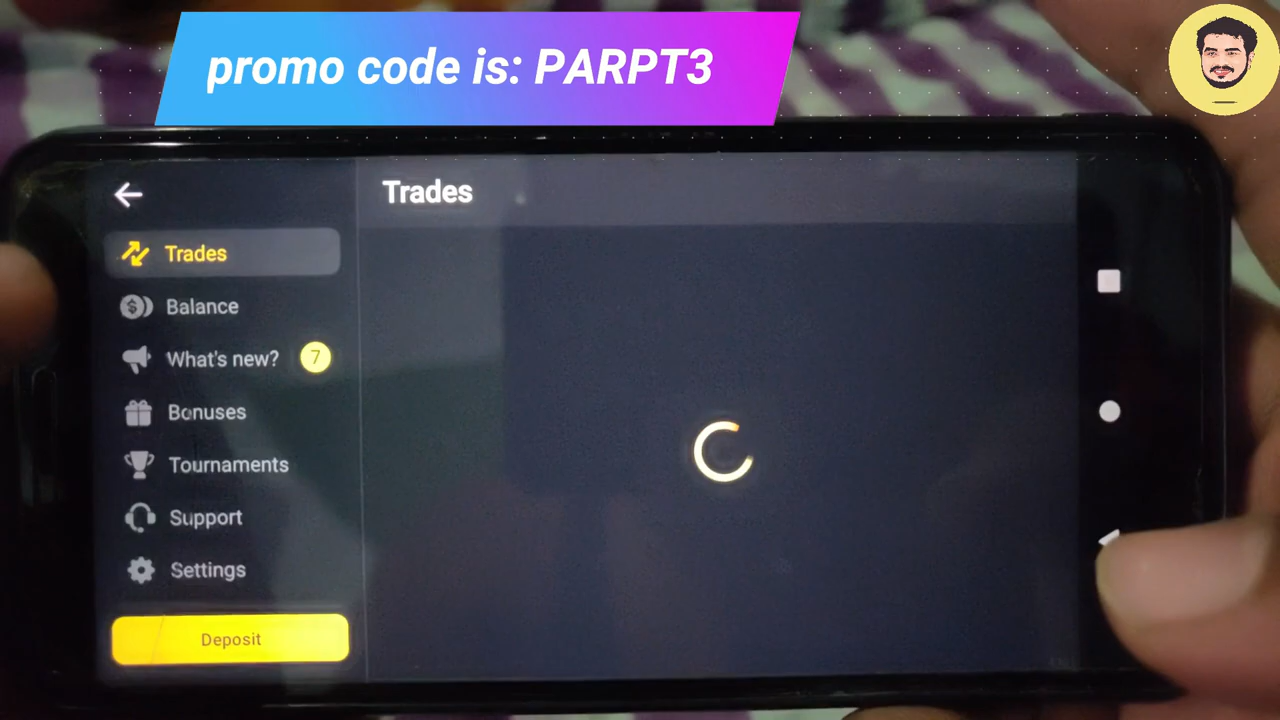 promo code is: PARPT3
Trades
Trades
Balance
What's new? 7
Bonuses
Tournaments
Support
Settings
Deposit